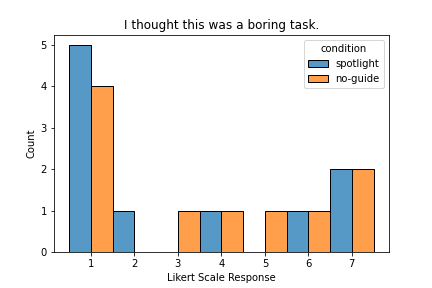 I thought this was a boring task.
condition
spotlight
no-guide
5
4
3
2
1
0
Count
1 2 3 4 5 6 7
Likert Scale Response